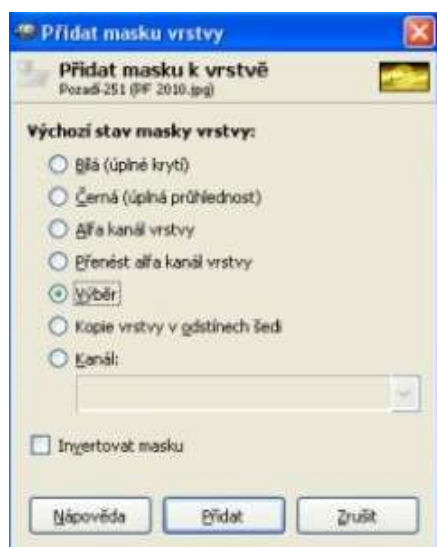 Přidat masku vrstvy
Přidat masku k vrstvě
Pozadí-251 (PF 2010.jpg)
Výchozí stav masky vrstvy:
Bílá (úplné krytí)
Černá (úplná průhlednost)
Alfa kanál vrstvy
Přenést alfa kanál vrstvy
Výběr
Kopie vrstvy v odstínech šedi
Kanál:
Invertovat masku
Nápověda Přidat Zrušit